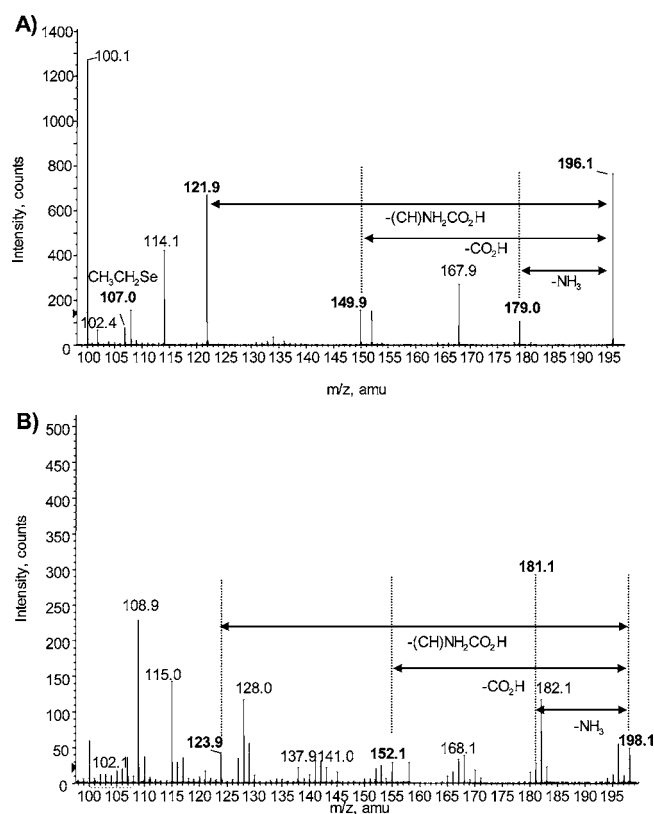 A)
1400
1200
1000
800
600
400
200
0
Intensity, counts
100.1
196.1
121.9
-(CH)NH₂CO₂H
-CO₂H
114.1
CH₃CH₂Se
107.0
102.4
149.9
167.9
179.0
-NH₃
100 105 110 115 120 125 130 135 140 145 150 155 160 165 170 175 180 185 190 195
m/z, amu
B)
500
450
400
350
300
250
200
150
100
50
0
Intensity, counts
181.1
108.9
-(CH)NH₂CO₂H
115.0
128.0
-CO₂H
182.1
-NH₃
123.9
102.1
137.9
141.0
152.1
168.1
198.1
100 105 110 115 120 125 130 135 140 145 150 155 160 165 170 175 180 185 190 195
m/z, amu